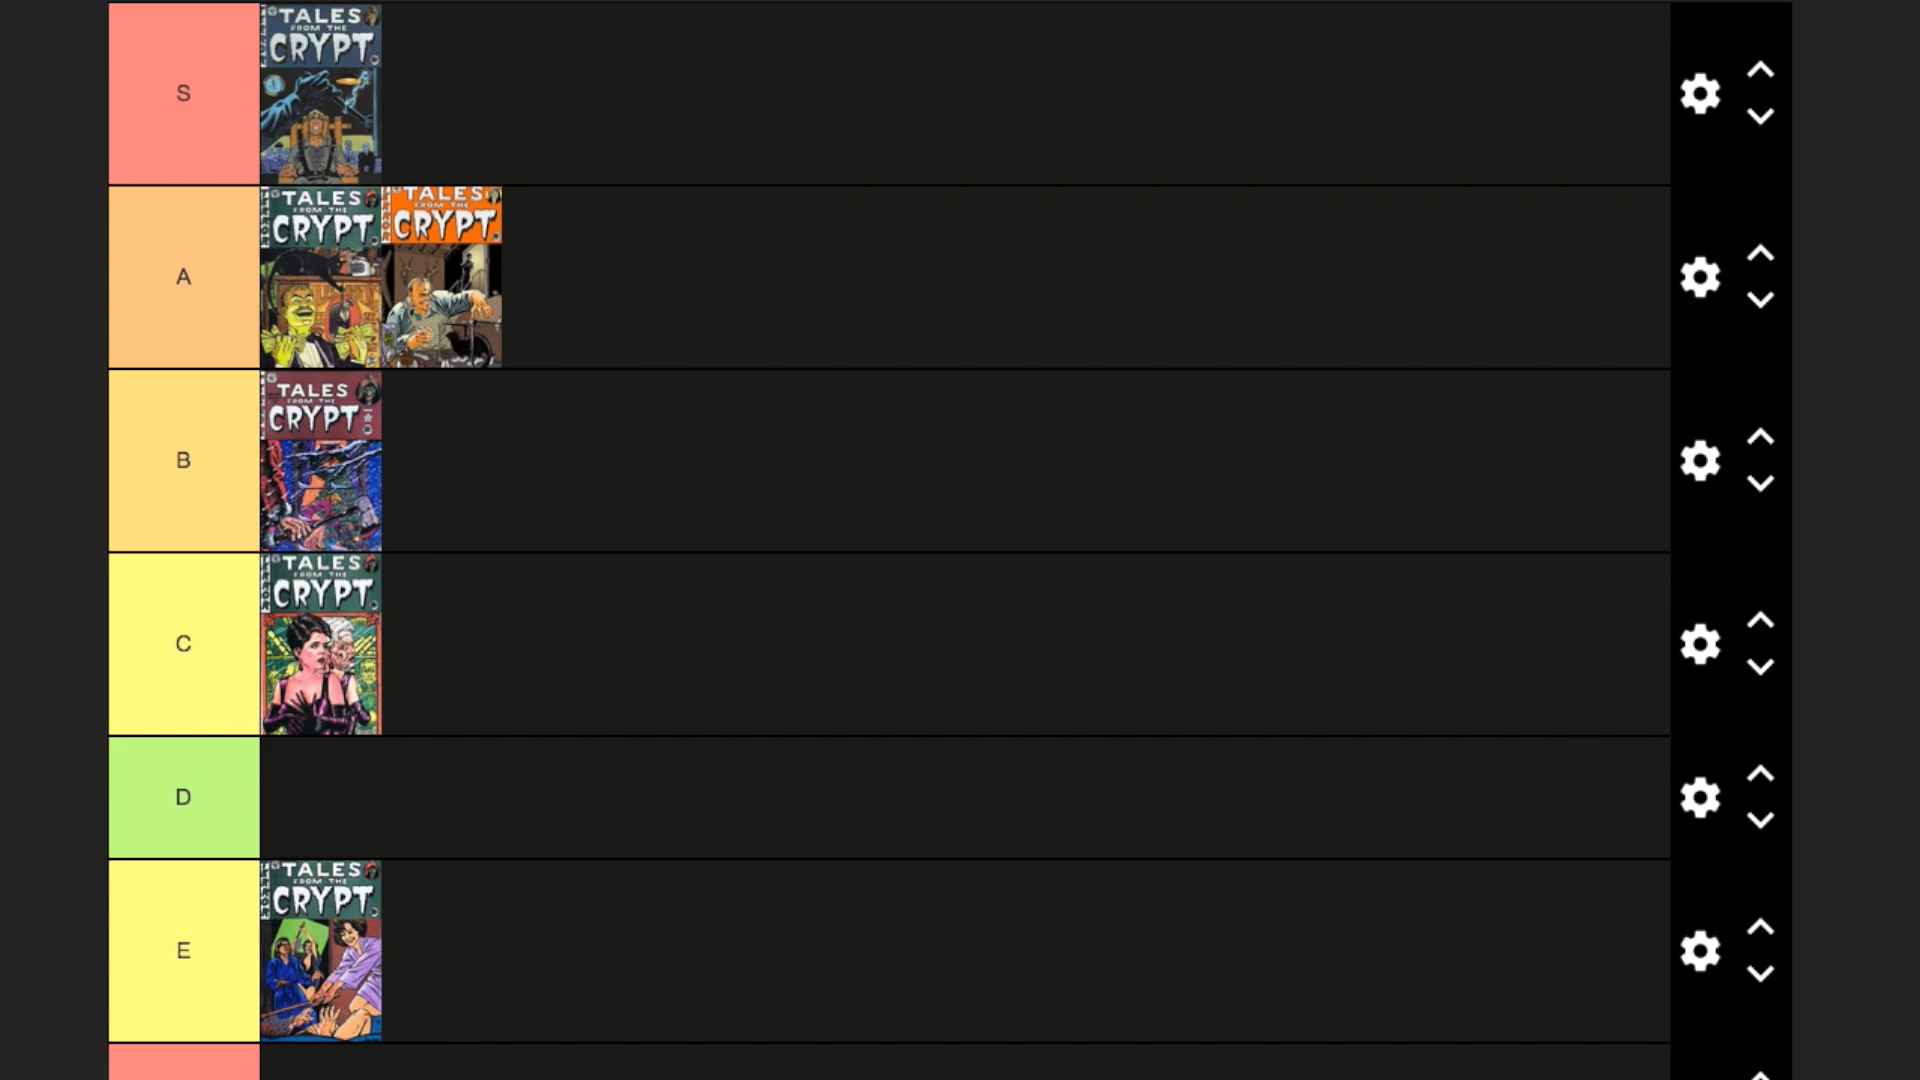 S
TALES
FROM THE
CRYPT
A
TALES
FROM THE
CRYPT
TALES
FROM THE
CRYPT
B
TALES
FROM THE
CRYPT
C
TALES
FROM THE
CRYPT
D
E
TALES
FROM THE
CRYPT